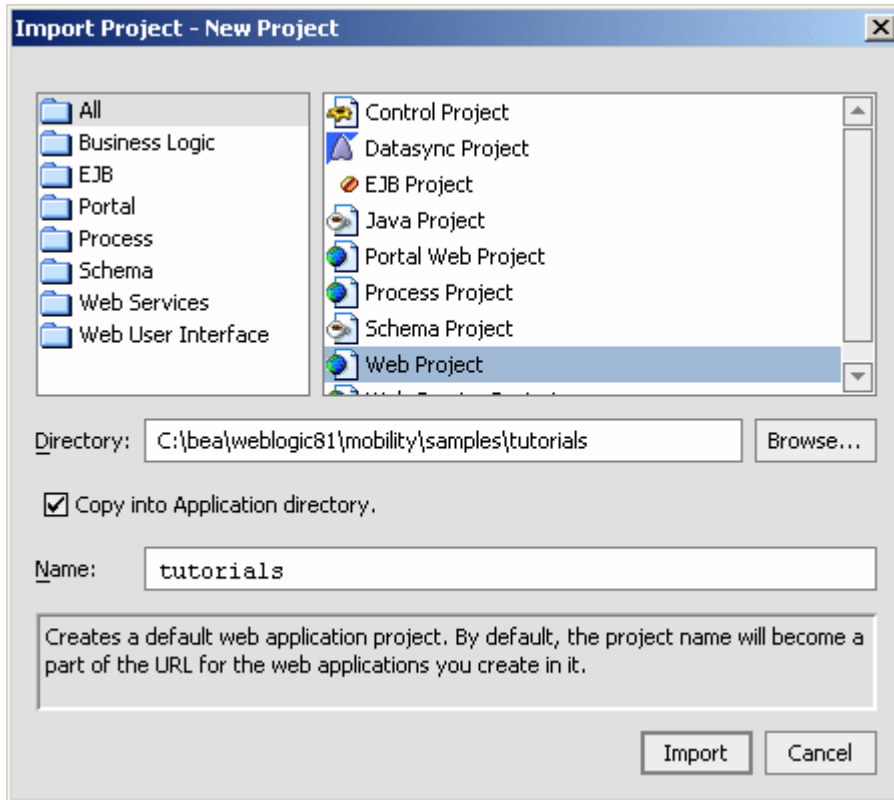 Import Project - New Project
All
Business Logic
EJB
Portal
Process
Schema
Web Services
Web User Interface
Control Project
Datasync Project
EJB Project
Java Project
Portal Web Project
Process Project
Schema Project
Web Project
Directory:
C:\bea\weblogic81\mobility\samples\tutorials
Browse...
Copy into Application directory.
Name:
tutorials
Creates a default web application project. By default, the project name will become a
part of the URL for the web applications you create in it.
Import
Cancel